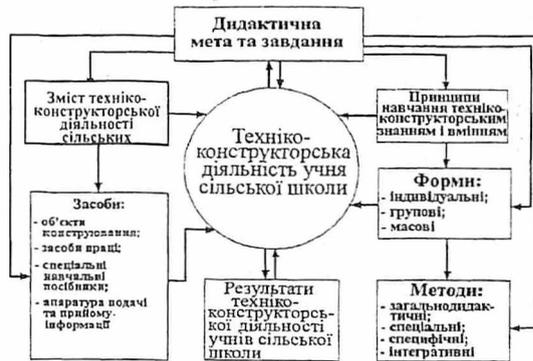 Дидактична
мета та завдання
Зміст техніко-
конструкторської
діяльності
сільських
Принципи
навчання техніко-
конструкторським
знанням і вмінням
Техніко-
конструкторська
діяльність учня
сільської школи
Засоби:
- об'єкти
конструювання;
- засоби праці;
- спеціальні
навчальні
посібники;
- апаратура подачі
та прийому
інформації
Форми:
- індивідуальні;
- групові;
- масові
Результати
техніко-
конструкторсь-
кої діяльності
учнів сільської
школи
Методи:
- загальнодидак-
тичні;
- спеціальні;
- специфічні;
- інтегративні